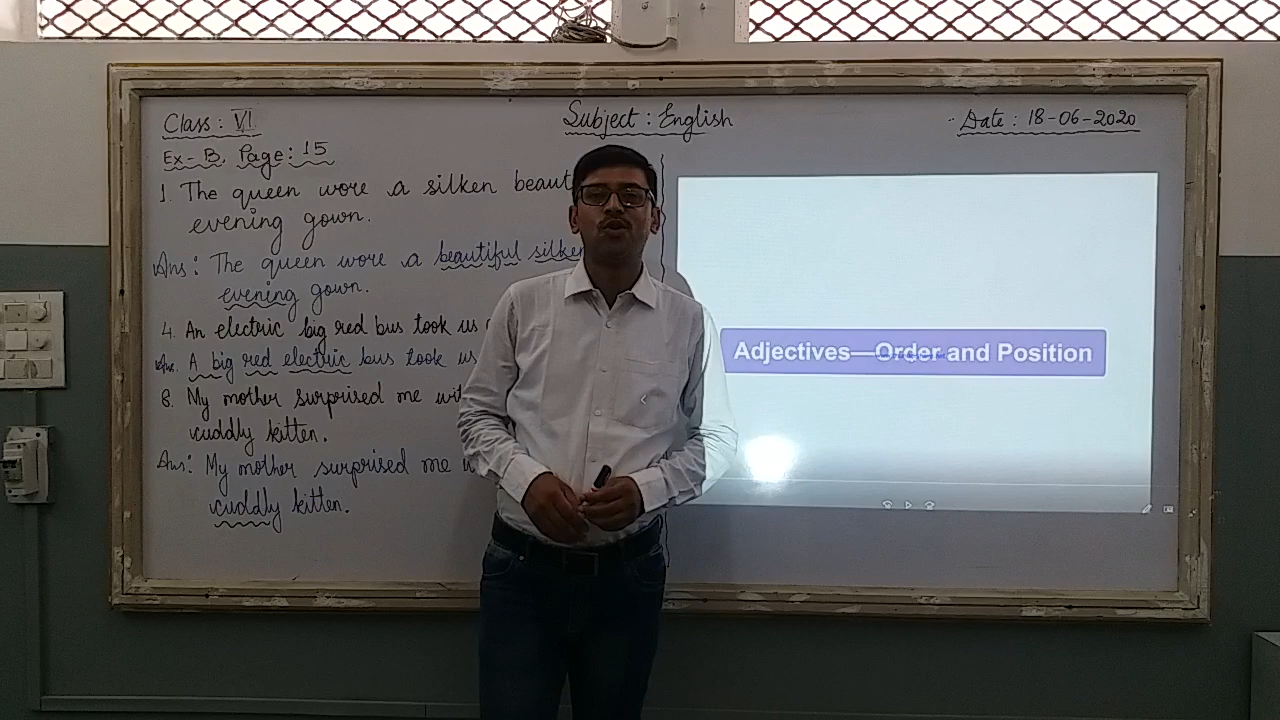 Class : VI
Subject : English
Date : 18-06-2020
Ex- B, Page: 15
1. The queen wore a silken
evening gown.
Ans: The queen wore a beautiful silken
evening gown.
4. An electric big red bus took us
Ans. A big red electric bus took us
8. My mother surprised me
cuddly kitten.
Ans: My mother surprised me
cuddly kitten.
Adjectives—Order and Position